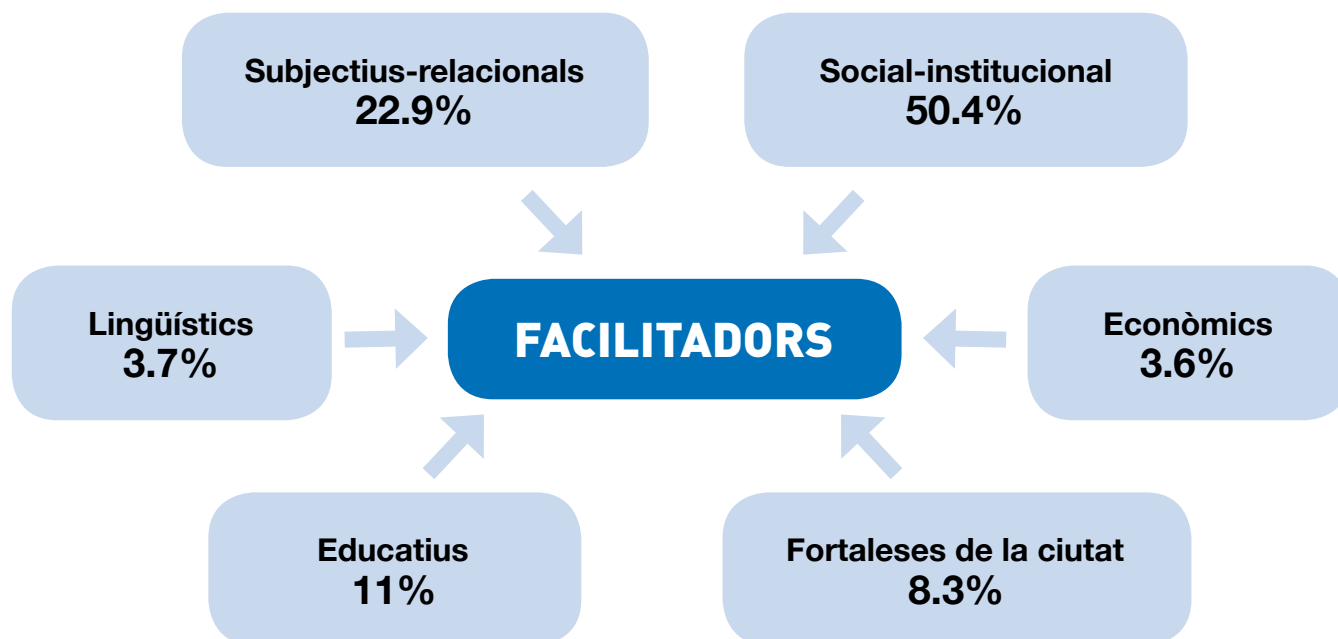 Subjectius-relacionals
22.9%
Social-institucional
50.4%
Lingüístics
3.7%
FACILITADORS
Econòmics
3.6%
Educatius
11%
Fortaleses de la ciutat
8.3%